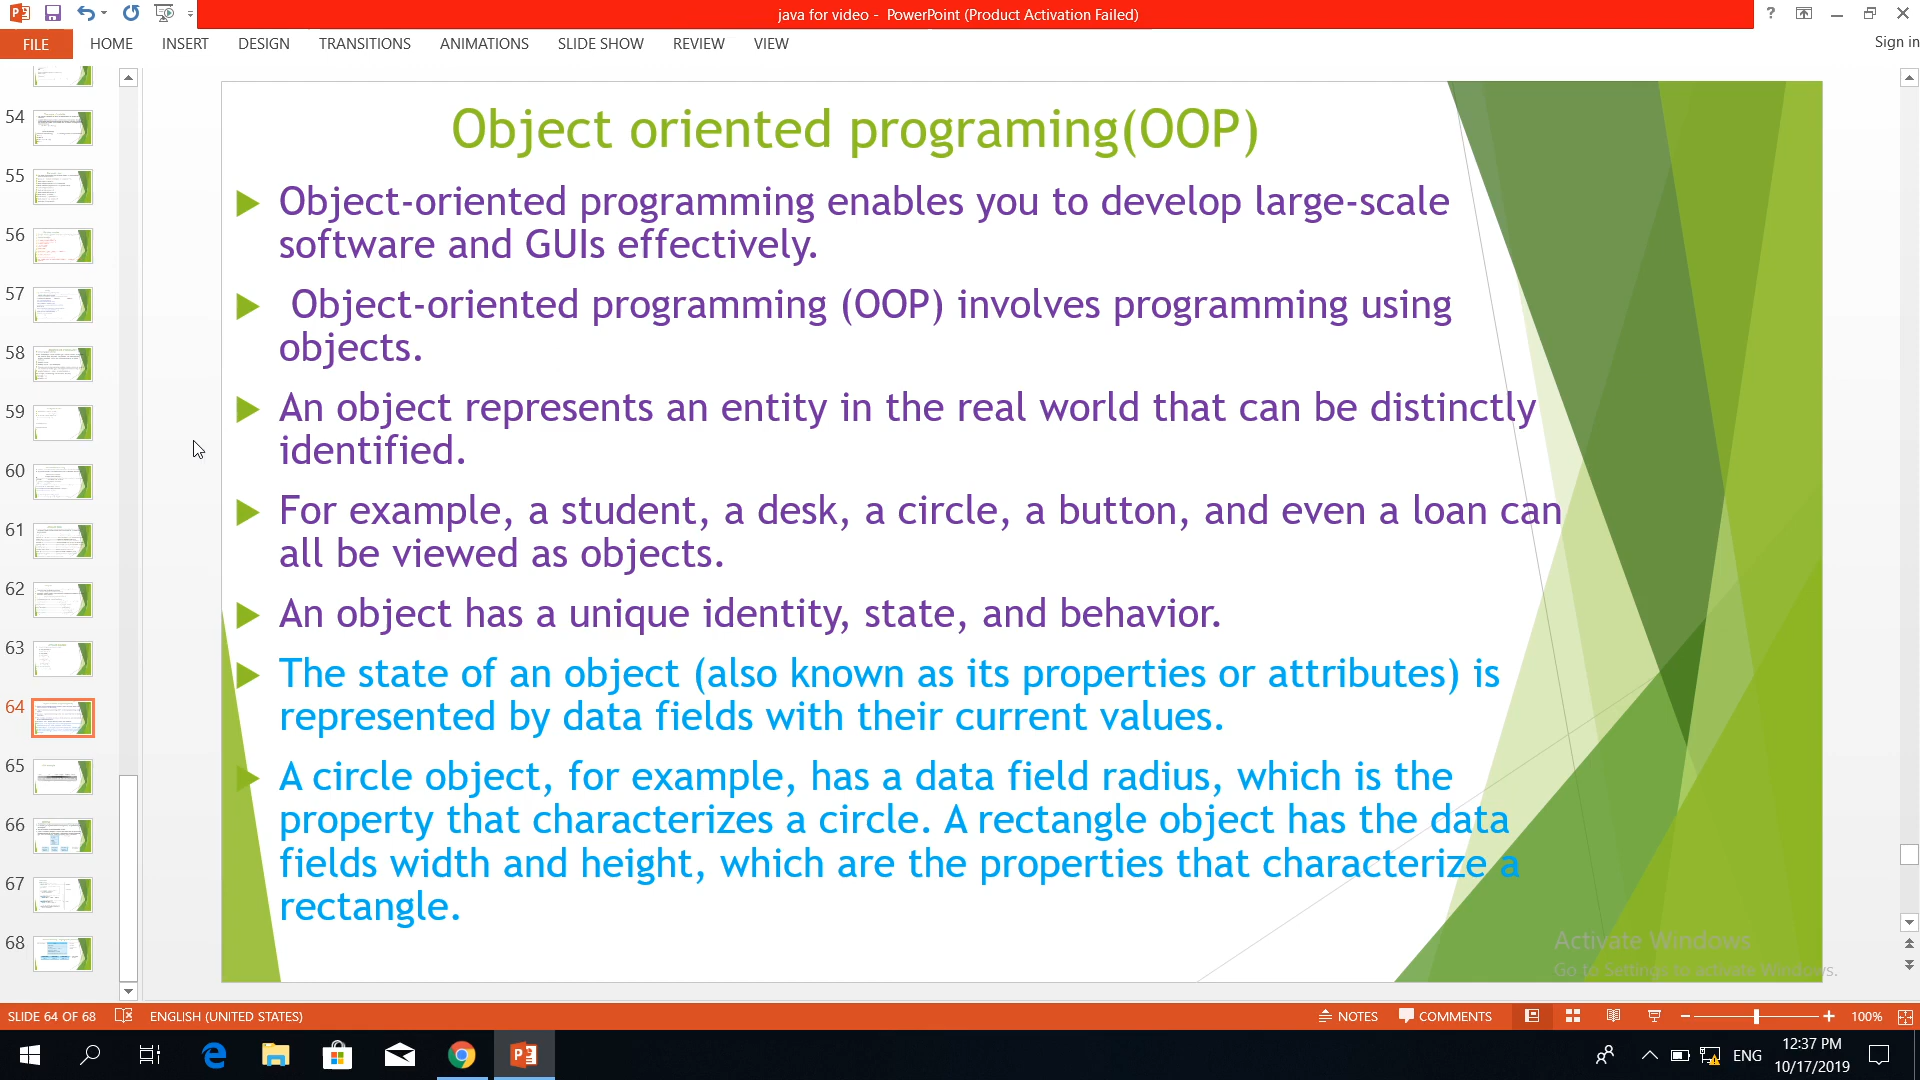 java for video - PowerPoint (Product Activation Failed)
?
FILE HOME INSERT DESIGN TRANSITIONS ANIMATIONS SLIDE SHOW REVIEW VIEW
Sign in
54
55
56
57
58
59
60
61
62
63
64
65
66
67
68
Object oriented programing(OOP)
Object-oriented programming enables you to develop large-scale
software and GUIs effectively.
Object-oriented programming (OOP) involves programming using
objects.
An object represents an entity in the real world that can be distinctly
identified.
For example, a student, a desk, a circle, a button, and even a loan can
all be viewed as objects.
An object has a unique identity, state, and behavior.
The state of an object (also known as its properties or attributes) is
represented by data fields with their current values.
A circle object, for example, has a data field radius, which is the
property that characterizes a circle. A rectangle object has the data
fields width and height, which are the properties that characterize a
rectangle.
Activate Windows
Go to Settings to activate Windows.
SLIDE 64 OF 68 ENGLISH (UNITED STATES) NOTES COMMENTS 100%
ENG
12:37 PM
10/17/2019